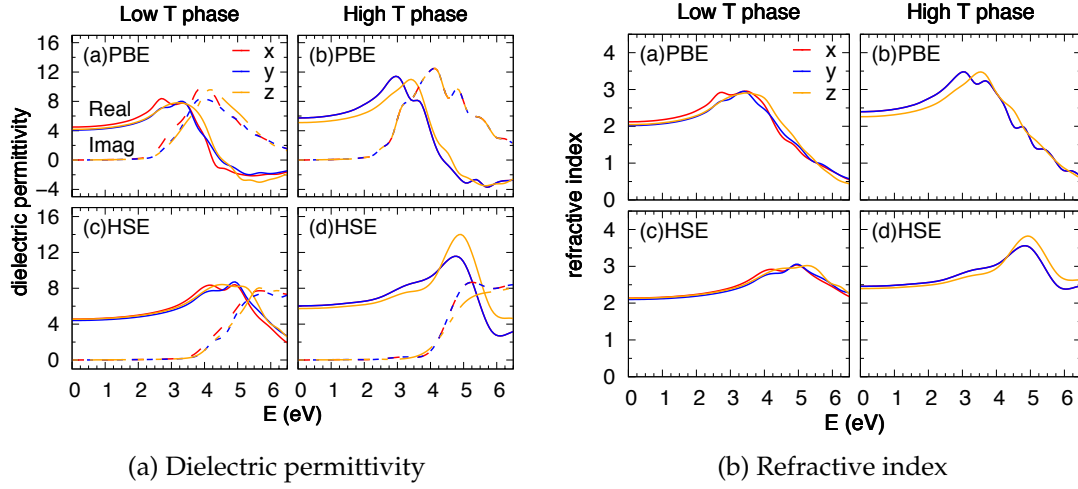 Low T phase High T phase
(a)PBE
x
y
z
Real
Imag
(b)PBE
16
12
8
4
0
−4
(c)HSE
(d)HSE
16
12
8
4
0
dielectric permittivity
0 1 2 3 4 5 6 0 1 2 3 4 5 6
E (eV)
(a) Dielectric permittivity
Low T phase High T phase
(a)PBE
x
y
z
(b)PBE
4
3
2
1
0
(c)HSE
(d)HSE
4
3
2
1
0
refractive index
0 1 2 3 4 5 6 0 1 2 3 4 5 6
E (eV)
(b) Refractive index